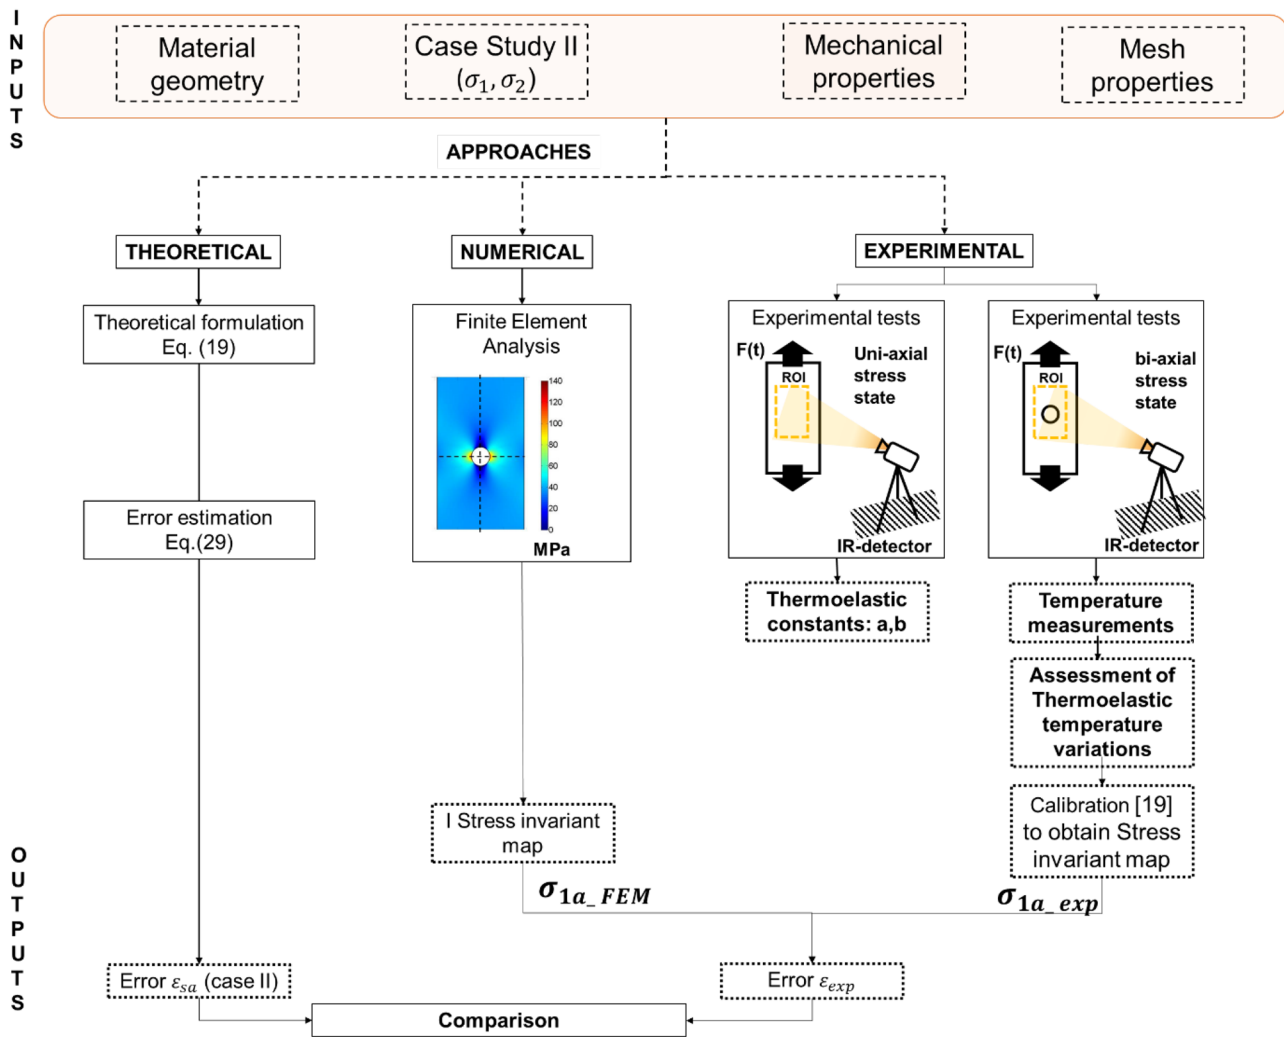 INPUTS
Material
geometry
Case Study II
(σ₁, σ₂)
Mechanical
properties
Mesh
properties
APPROACHES
THEORETICAL
NUMERICAL
EXPERIMENTAL
Theoretical formulation
Eq. (19)
Error estimation
Eq.(29)
Finite Element
Analysis
140
120
100
80
60
40
20
0
MPa
Experimental tests
F(t)
ROI
Uni-axial
stress
state
IR-detector
Experimental tests
F(t)
ROI
bi-axial
stress
state
IR-detector
Thermoelastic
constants: a,b
Temperature
measurements
Assessment of
Thermoelastic
temperature
variations
I Stress invariant
map
Calibration [19]
to obtain Stress
invariant map
σ1a_FEM
σ1a_exp
OUTPUTS
Error εsa (case II)
Error εexp
Comparison